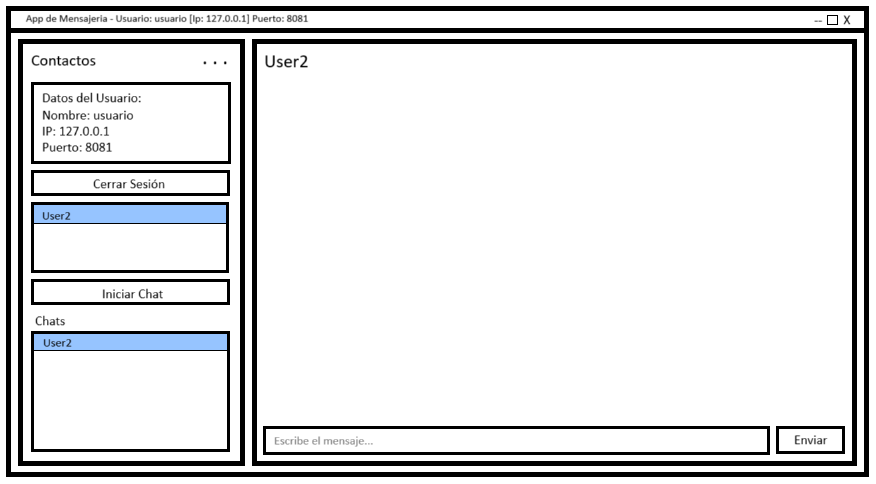 App de Mensajeria - Usuario: usuario [Ip: 127.0.0.1] Puerto: 8081
-- X
Contactos ...
Datos del Usuario:
Nombre: usuario
IP: 127.0.0.1
Puerto: 8081
Cerrar Sesión
User2
Iniciar Chat
Chats
User2
User2
Escribe el mensaje...
Enviar